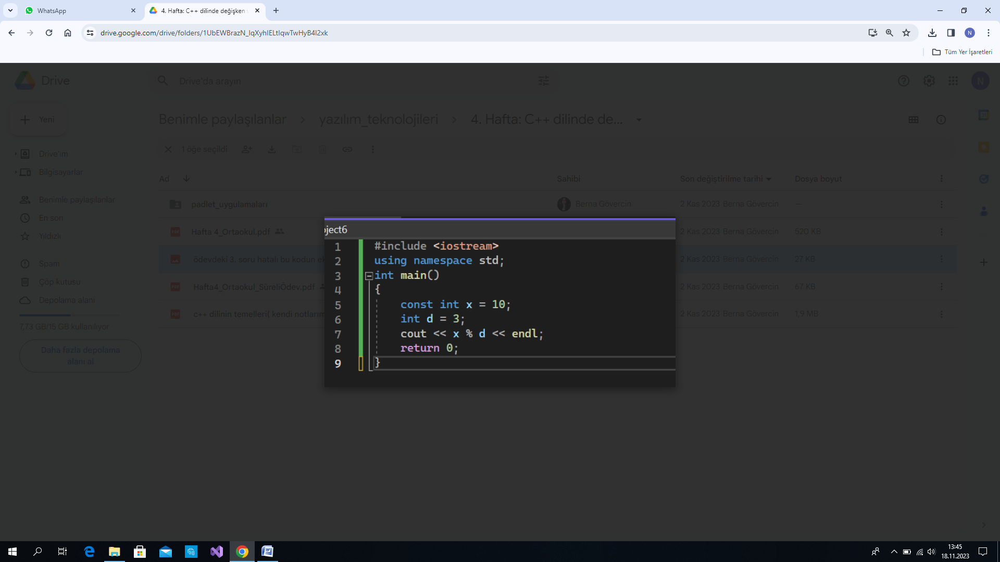 WhatsApp
4. Hafta: C++ dilinde değişken
drive.google.com/drive/folders/1UbEWBrazN_IqXyhIELtIqwTwHyB4l2xk
N
Tüm Yer İşaretleri
Drive
Drive'da arayın
N
Yeni
Benimle paylaşılanlar > yazılım_teknolojileri > 4. Hafta: C++ dilinde de...
1 öğe seçildi
Drive'ım
Bilgisayarlar
Benimle paylaşılanlar
En son
Yıldızlı
Spam
Çöp kutusu
Depolama alanı
7,73 GB/15 GB kullanılıyor
Daha fazla depolama
alanı al
Ad Sahibi Son değiştirilme tarihi Dosya boyut
padlet_uygulamaları Berna Gövercin 2 Kas 2023 Berna Gövercin —
Hafta 4_Ortaokul.pdf 2 Kas 2023 Berna Gövercin 520 KB
ödevdeki 3. soru hatalı bu kodun ek 2 Kas 2023 Berna Gövercin 27 KB
Hafta4_Ortaokul_SüreliÖdev.pdf 2 Kas 2023 Berna Gövercin 67 KB
c++ dilinin temelleri( kendi notlarım 2 Kas 2023 Berna Gövercin 1,9 MB
oject6
1 #include <iostream>
2 using namespace std;
3 int main()
4 {
5 const int x = 10;
6 int d = 3;
7 cout << x % d << endl;
8 return 0;
9 }
13:45
18.11.2023